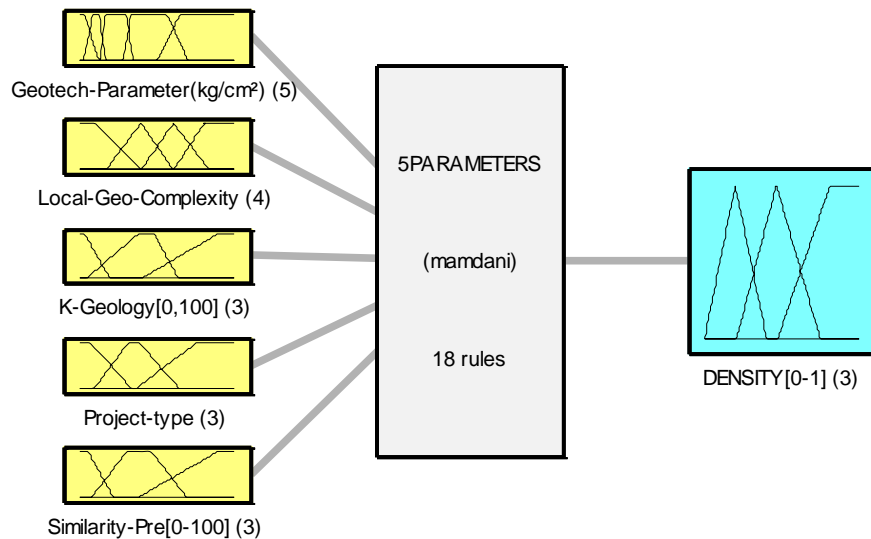 Geotech-Parameter(kg/cm²) (5)
Local-Geo-Complexity (4)
K-Geology[0,100] (3)
Project-type (3)
Similarity-Pre[0-100] (3)
5PARAMETERS
(mamdani)
18 rules
DENSITY[0-1] (3)